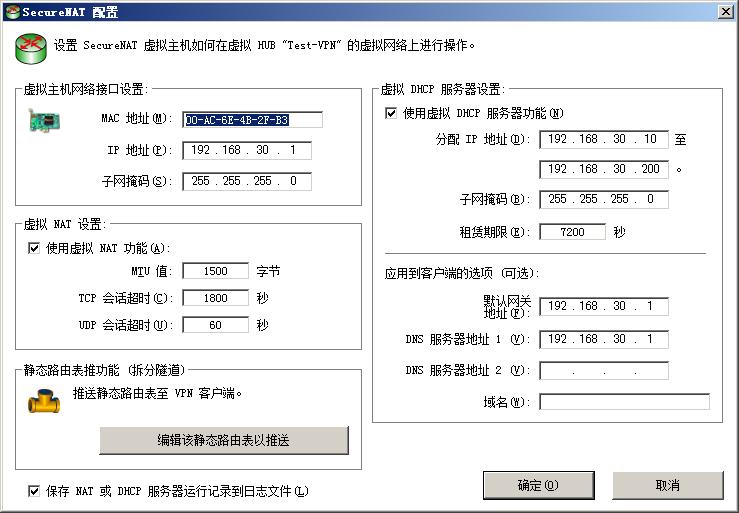 SecureNAT 配置
设置 SecureNAT 虚拟主机如何在虚拟 HUB "Test-VPN" 的虚拟网络上进行操作。
虚拟主机网络接口设置:
MAC 地址(M): 00-AC-6E-4B-2F-B3
IP 地址(P): 192 . 168 . 30 . 1
子网掩码(S): 255 . 255 . 255 . 0
虚拟 NAT 设置:
使用虚拟 NAT 功能(A):
MTU 值: 1500 字节
TCP 会话超时(C): 1800 秒
UDP 会话超时(U): 60 秒
静态路由表推功能 (拆分隧道)
推送静态路由表至 VPN 客户端。
编辑该静态路由表以推送
保存 NAT 或 DHCP 服务器运行记录到日志文件(L)
虚拟 DHCP 服务器设置:
使用虚拟 DHCP 服务器功能(N)
分配 IP 地址(D): 192 . 168 . 30 . 10 至
192 . 168 . 30 . 200 。
子网掩码(B): 255 . 255 . 255 . 0
租赁期限(E): 7200 秒
应用到客户端的选项 (可选):
默认网关
地址(F): 192 . 168 . 30 . 1
DNS 服务器地址 1 (V): 192 . 168 . 30 . 1
DNS 服务器地址 2 (V): . . .
域名(W):
确定(O)
取消